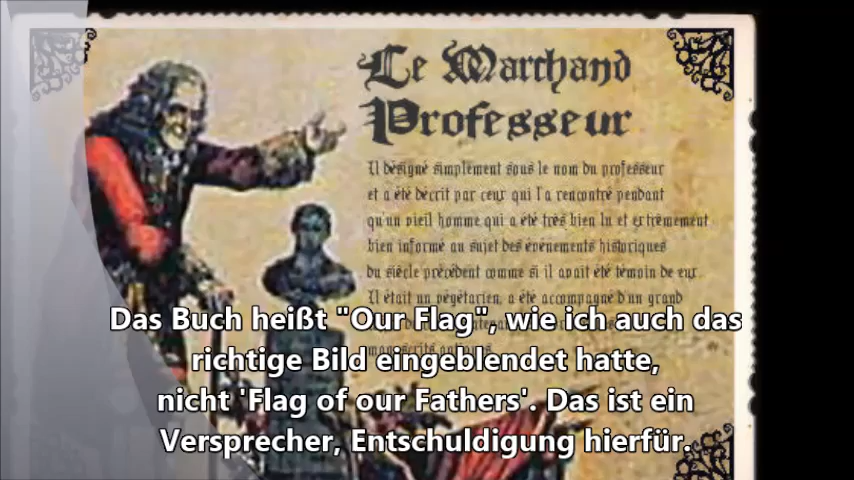 Le Marchand
Professeur
Il désigné simplement sous le nom du professeur
et a été décrit par ceux qui l'a rencontré pendant
qu'un vieil homme qui a été très bien lu et extrêmement
bien informé au sujet des événements historiques
du siècle précédent comme si il avait été témoin de eux.
Il était un végétarien, a été accompagné d'un grand
Das Buch heißt "Our Flag", wie ich auch das
richtige Bild eingeblendet hatte,
nicht 'Flag of our Fathers'. Das ist ein
Versprecher, Entschuldigung hierfür.